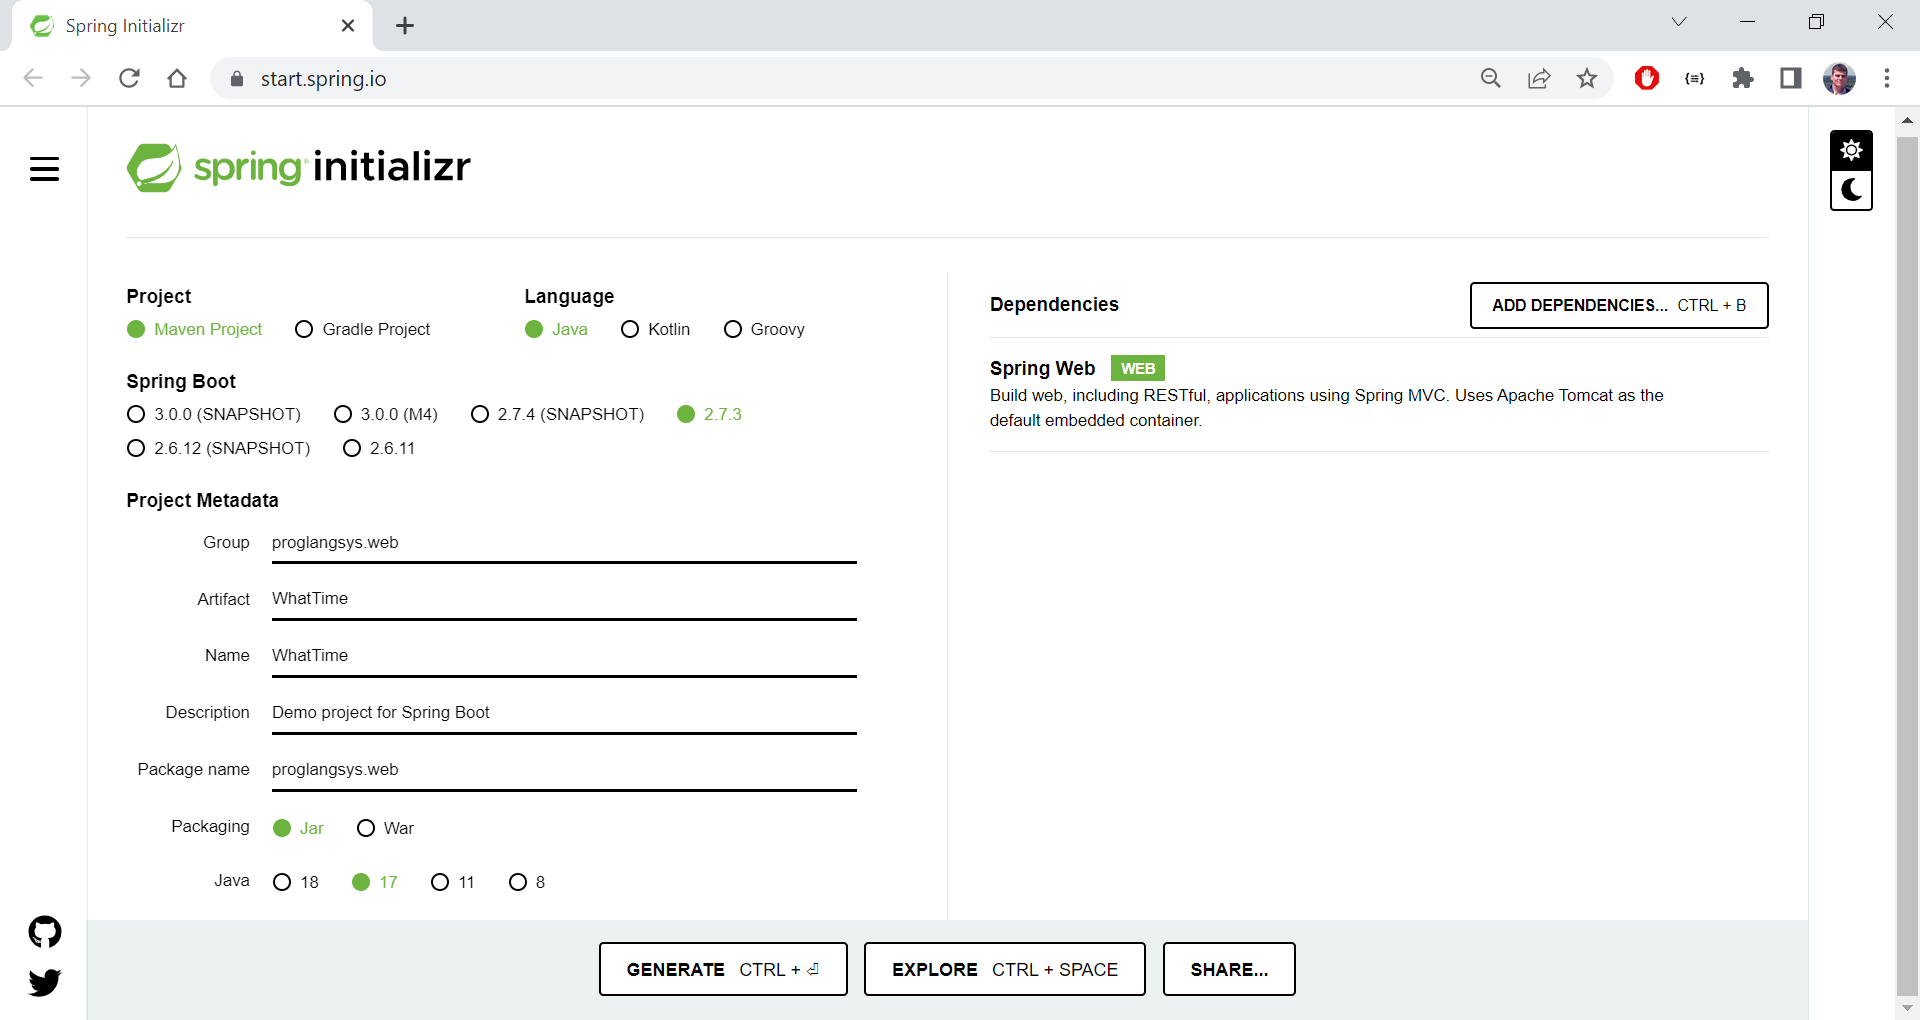 Spring Initializr
start.spring.io
spring initializr
Project
Maven Project Gradle Project
Language
Java Kotlin Groovy
Spring Boot
3.0.0 (SNAPSHOT) 3.0.0 (M4) 2.7.4 (SNAPSHOT) 2.7.3
2.6.12 (SNAPSHOT) 2.6.11
Project Metadata
Group proglangsys.web
Artifact WhatTime
Name WhatTime
Description Demo project for Spring Boot
Package name proglangsys.web
Packaging Jar War
Java 18 17 11 8
Dependencies
ADD DEPENDENCIES... CTRL + B
Spring Web WEB
Build web, including RESTful, applications using Spring MVC. Uses Apache Tomcat as the
default embedded container.
GENERATE CTRL + ⏎
EXPLORE CTRL + SPACE
SHARE...